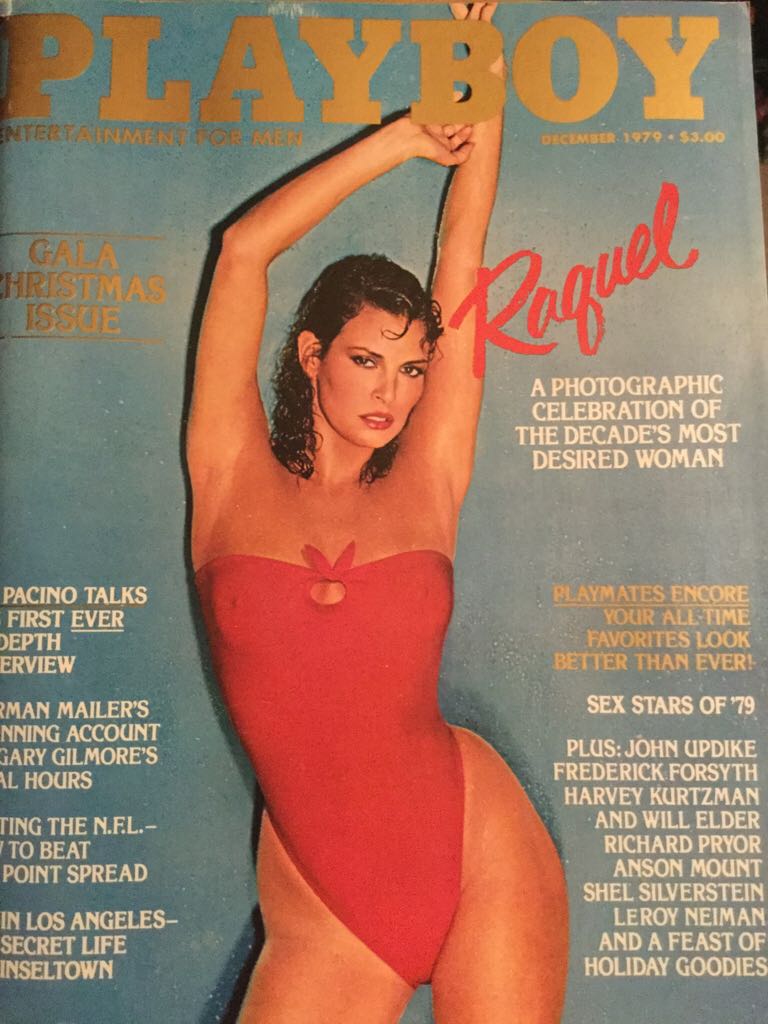 PLAYBOY
ENTERTAINMENT FOR MEN
DECEMBER 1979 • $3.00
GALA
CHRISTMAS
ISSUE
Raquel
A PHOTOGRAPHIC
CELEBRATION OF
THE DECADE'S MOST
DESIRED WOMAN
PACINO TALKS
FIRST EVER
DEPTH
ERVIEW
RMAN MAILER'S
NNING ACCOUNT
GARY GILMORE'S
AL HOURS
TING THE N.F.L.–
TO BEAT
POINT SPREAD
IN LOS ANGELES–
SECRET LIFE
INSELTOWN
PLAYMATES ENCORE
YOUR ALL-TIME
FAVORITES LOOK
BETTER THAN EVER!
SEX STARS OF '79
PLUS: JOHN UPDIKE
FREDERICK FORSYTH
HARVEY KURTZMAN
AND WILL ELDER
RICHARD PRYOR
ANSON MOUNT
SHEL SILVERSTEIN
LEROY NEIMAN
AND A FEAST OF
HOLIDAY GOODIES